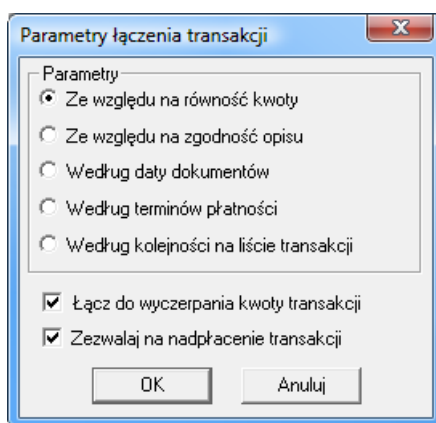 Parametry łączenia transakcji
Parametry
Ze względu na równość kwoty
Ze względu na zgodność opisu
Według daty dokumentów
Według terminów płatności
Według kolejności na liście transakcji
Łącz do wyczerpania kwoty transakcji
Zezwalaj na nadpłacenie transakcji
OK Anuluj